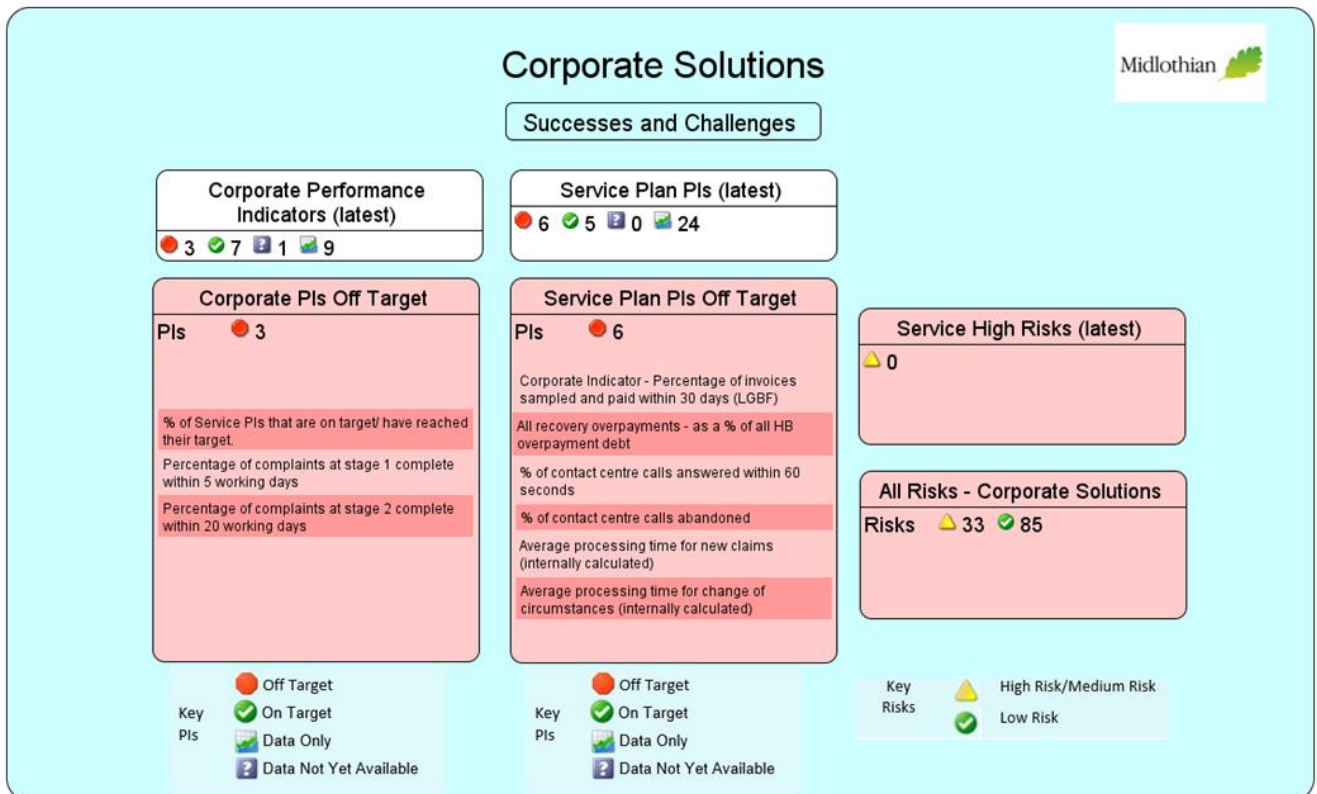 Corporate Solutions
Midlothian
Successes and Challenges
Corporate Performance
Indicators (latest)
3 7 ? 1 9
Service Plan PIs (latest)
6 5 ? 0 24
Corporate PIs Off Target
PIs 3
% of Service PIs that are on target/ have reached
their target.
Percentage of complaints at stage 1 complete
within 5 working days
Percentage of complaints at stage 2 complete
within 20 working days
Service Plan PIs Off Target
PIs 6
Corporate Indicator - Percentage of invoices
sampled and paid within 30 days (LGBF)
All recovery overpayments - as a % of all HB
overpayment debt
% of contact centre calls answered within 60
seconds
% of contact centre calls abandoned
Average processing time for new claims
(internally calculated)
Average processing time for change of
circumstances (internally calculated)
Service High Risks (latest)
0
All Risks - Corporate Solutions
Risks 33 85
Key
PIs
Off Target
On Target
Data Only
? Data Not Yet Available
Key
PIs
Off Target
On Target
Data Only
? Data Not Yet Available
Key
Risks
High Risk/Medium Risk
Low Risk